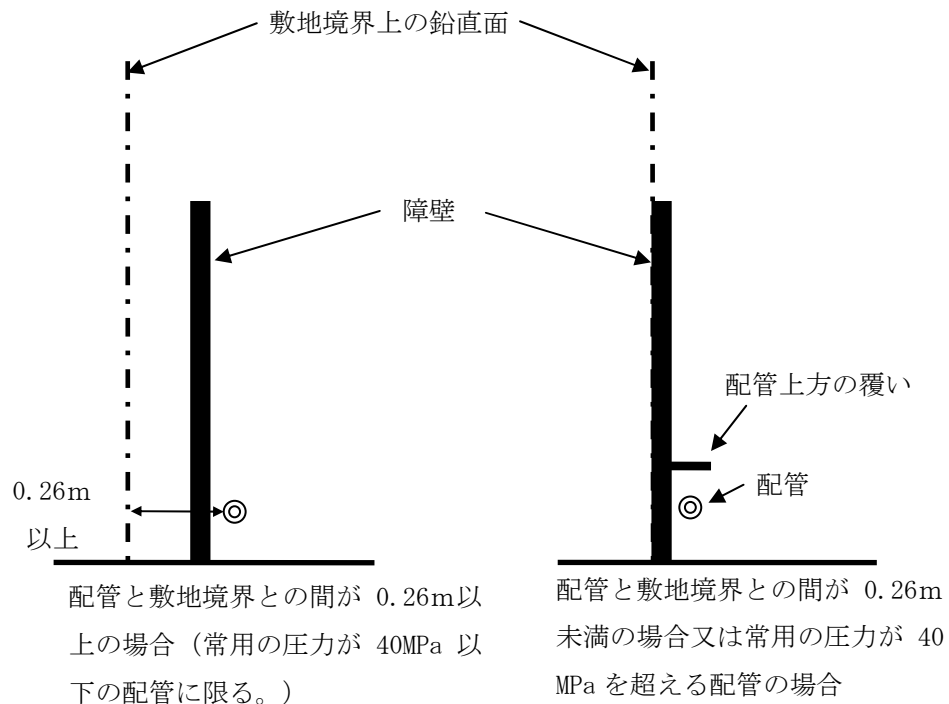 敷地境界上の鉛直面
障壁
配管上方の覆い
配管
0.26m
以上
配管と敷地境界との間が 0.26m以
上の場合（常用の圧力が 40MPa 以
下の配管に限る。）
配管と敷地境界との間が 0.26m
未満の場合又は常用の圧力が 40
MPa を超える配管の場合